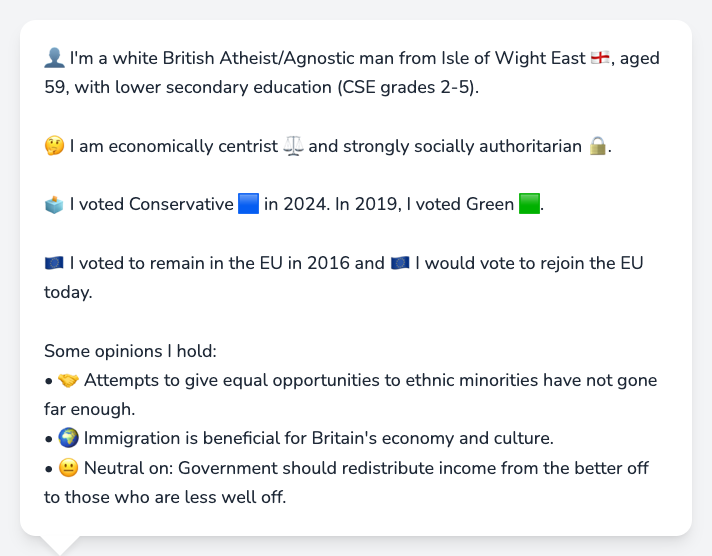 👤 I'm a white British Atheist/Agnostic man from Isle of Wight East 🏴󠁧󠁢󠁥󠁮󠁧󠁿, aged
59, with lower secondary education (CSE grades 2-5).
🤔 I am economically centrist ⚖️ and strongly socially authoritarian 🔒.
🗳️ I voted Conservative 🟦 in 2024. In 2019, I voted Green 🟩.
🇪🇺 I voted to remain in the EU in 2016 and 🇪🇺 I would vote to rejoin the EU
today.
Some opinions I hold:
• 🤝 Attempts to give equal opportunities to ethnic minorities have not gone
far enough.
• 🌍 Immigration is beneficial for Britain's economy and culture.
• 😐 Neutral on: Government should redistribute income from the better off
to those who are less well off.